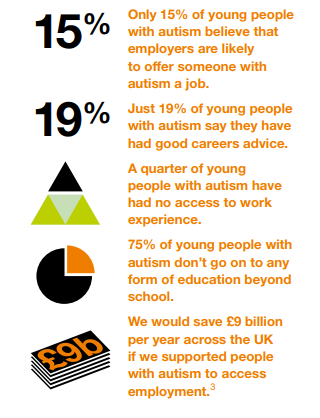 15%
Only 15% of young people
with autism believe that
employers are likely
to offer someone with
autism a job.
19%
Just 19% of young people
with autism say they have
had good careers advice.
A quarter of young
people with autism have
had no access to work
experience.
75% of young people with
autism don't go on to any
form of education beyond
school.
£9b
We would save £9 billion
per year across the UK
if we supported people
with autism to access
employment.3